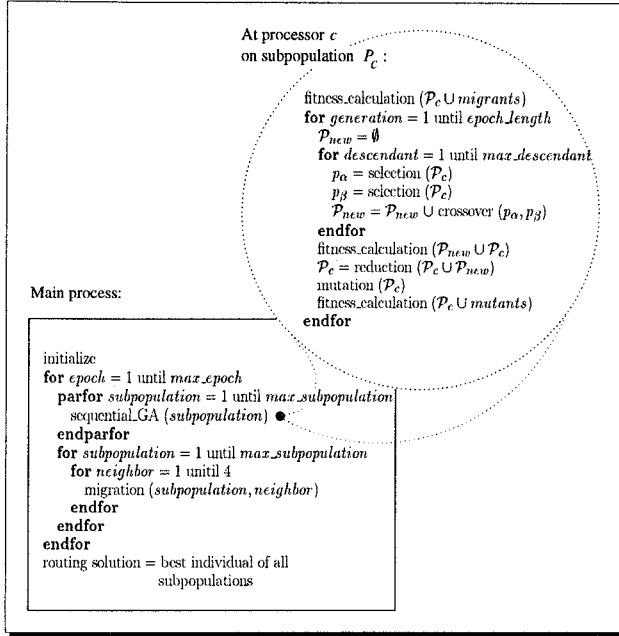 At processor c
on subpopulation P_c :
fitness_calculation (P_c ∪ migrants)
for generation = 1 until epoch_length
P_new = ∅
for descendant = 1 until max_descendant
p_α = selection (P_c)
p_β = selection (P_c)
P_new = P_new ∪ crossover (p_α, p_β)
endfor
fitness_calculation (P_new ∪ P_c)
P_c = reduction (P_c ∪ P_new)
mutation (P_c)
fitness_calculation (P_c ∪ mutants)
endfor
Main process:
initialize
for epoch = 1 until max_epoch
parfor subpopulation = 1 until max_subpopulation
sequential_GA (subpopulation)
endparfor
for subpopulation = 1 until max_subpopulation
for neighbor = 1 unitil 4
migration (subpopulation, neighbor)
endfor
endfor
endfor
routing solution = best individual of all
subpopulations